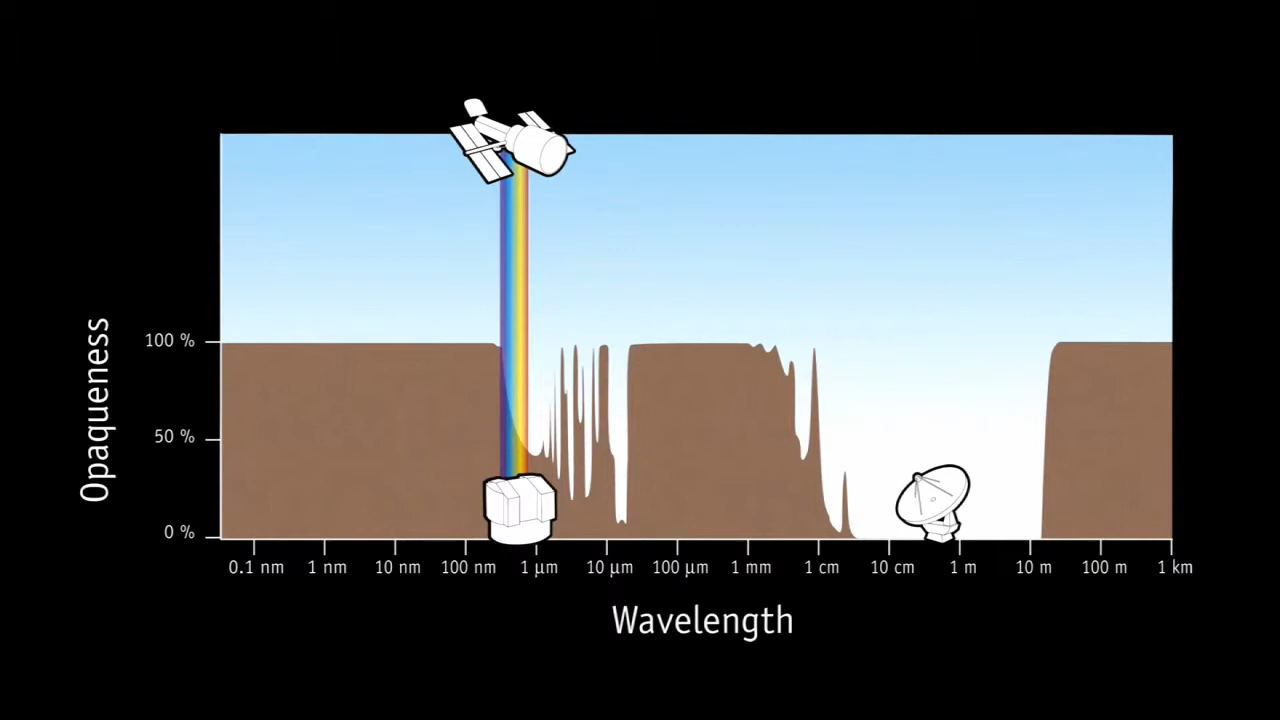 Opaqueness
100 %
50 %
0 %
0.1 nm 1 nm 10 nm 100 nm 1 µm 10 µm 100 µm 1 mm 1 cm 10 cm 1 m 10 m 100 m 1 km
Wavelength